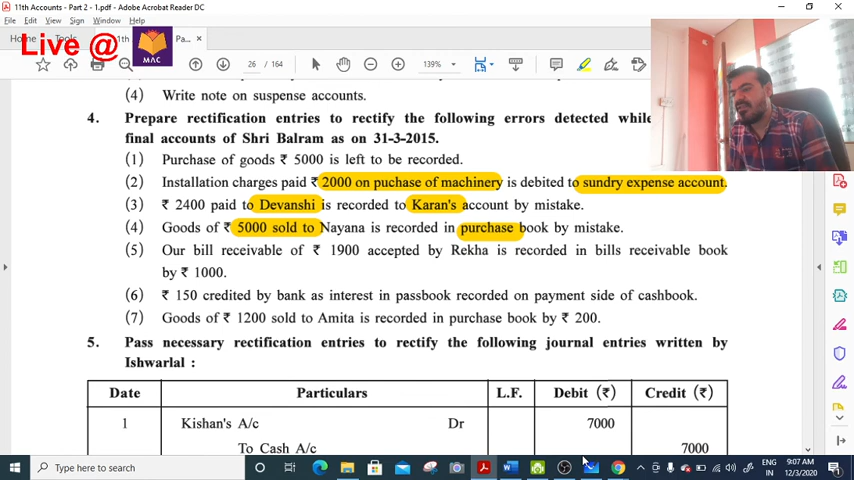 11th Accounts - Part 2 - 1.pdf - Adobe Acrobat Reader DC
File Edit View Sign Window Help
Live @ MAC
Home Tools 11th Pa... ×
26 / 164 139%
(4) Write note on suspense accounts.
4. Prepare rectification entries to rectify the following errors detected while
final accounts of Shri Balram as on 31-3-2015.
(1) Purchase of goods ₹ 5000 is left to be recorded.
(2) Installation charges paid ₹ 2000 on puchase of machinery is debited to sundry expense account.
(3) ₹ 2400 paid to Devanshi is recorded to Karan's account by mistake.
(4) Goods of ₹ 5000 sold to Nayana is recorded in purchase book by mistake.
(5) Our bill receivable of ₹ 1900 accepted by Rekha is recorded in bills receivable book
by ₹ 1000.
(6) ₹ 150 credited by bank as interest in passbook recorded on payment side of cashbook.
(7) Goods of ₹ 1200 sold to Amita is recorded in purchase book by ₹ 200.
5. Pass necessary rectification entries to rectify the following journal entries written by
Ishwarlal :
Date Particulars L.F. Debit (₹) Credit (₹)
1 Kishan's A/c Dr 7000
To Cash A/c 7000
Type here to search
ENG 9:07 AM
IN 12/3/2020